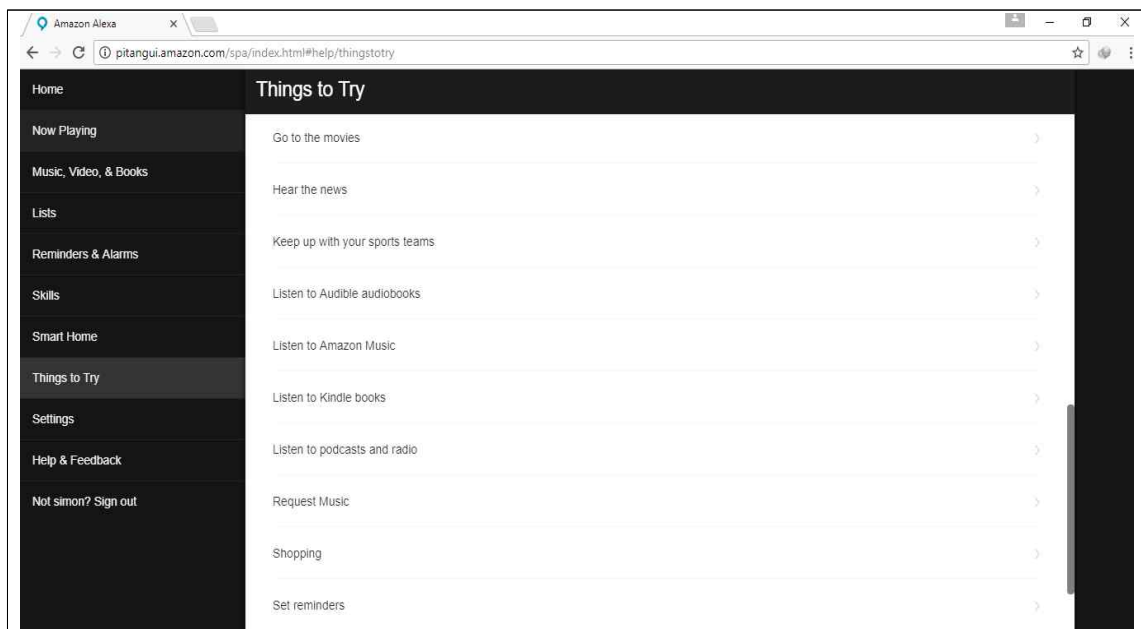 Amazon Alexa
pitangui.amazon.com/spa/index.html#help/thingstotry
Home
Now Playing
Music, Video, & Books
Lists
Reminders & Alarms
Skills
Smart Home
Things to Try
Settings
Help & Feedback
Not simon? Sign out
Things to Try
Go to the movies
Hear the news
Keep up with your sports teams
Listen to Audible audiobooks
Listen to Amazon Music
Listen to Kindle books
Listen to podcasts and radio
Request Music
Shopping
Set reminders